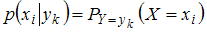 p(x_i|y_k) = P_{Y=y_k}(X = x_i)